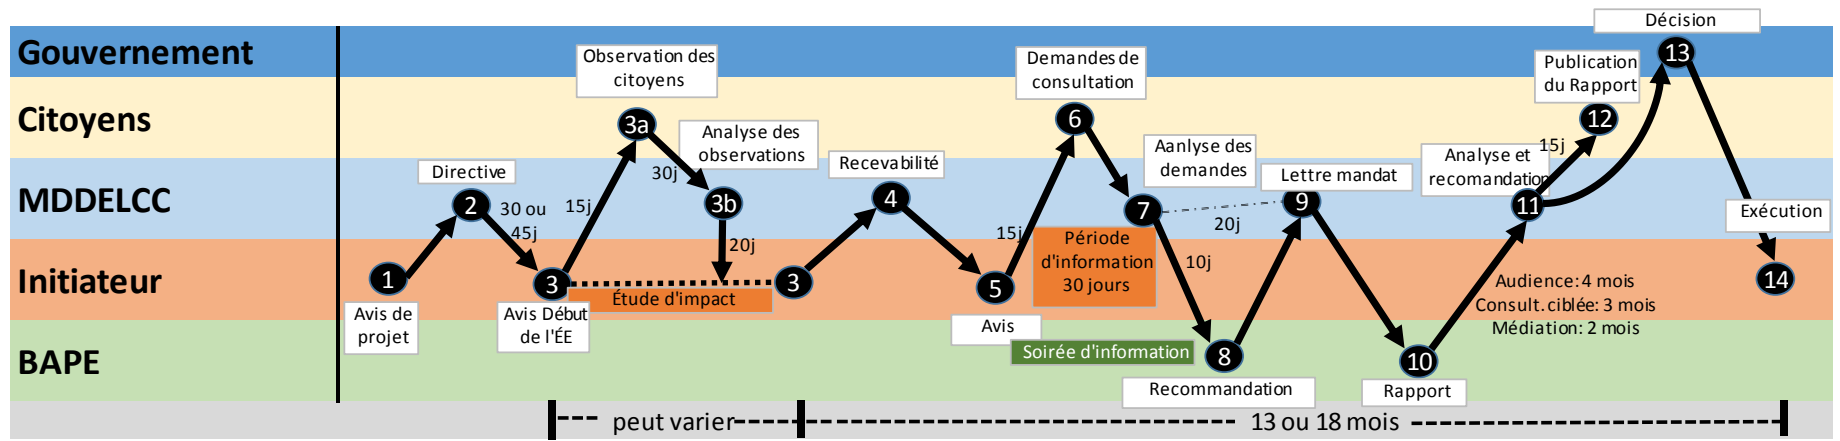 Gouvernement
Citoyens
MDDELCC
Initiateur
BAPE
1
Avis de
projet
Directive
2
30 ou
45j
3
Avis Début
de l'ÉE
15j
Observation des
citoyens
3a
30j
Analyse des
observations
3b
20j
Étude d'impact
3
Recevabilité
4
5
Avis
15j
Demandes de
consultation
6
Aanlyse des
demandes
7
Période
d'information
30 jours
Soirée d'information
10j
20j
8
Recommandation
Lettre mandat
9
10
Rapport
Audience: 4 mois
Consult. ciblée: 3 mois
Médiation: 2 mois
Analyse et
recomandation
11
15j
Publication
du Rapport
12
Décision
13
Exécution
14
peut varier
13 ou 18 mois